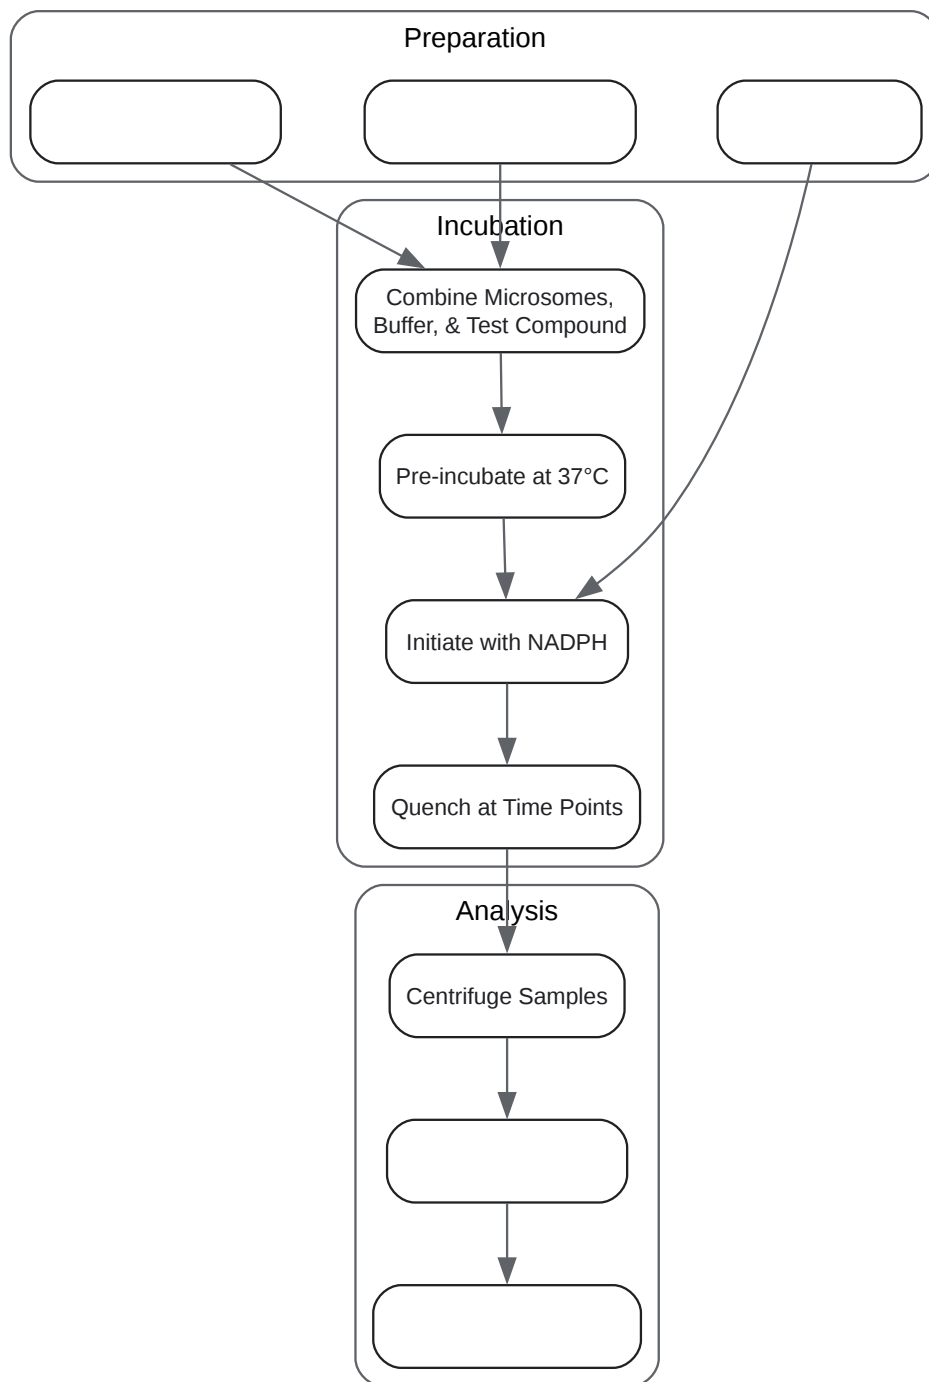 Preparation
Incubation
Combine Microsomes,
Buffer, & Test Compound
Pre-incubate at 37°C
Initiate with NADPH
Quench at Time Points
Analysis
Centrifuge Samples